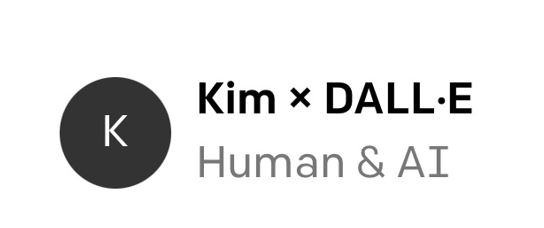 K
Kim × DALL·E
Human & AI